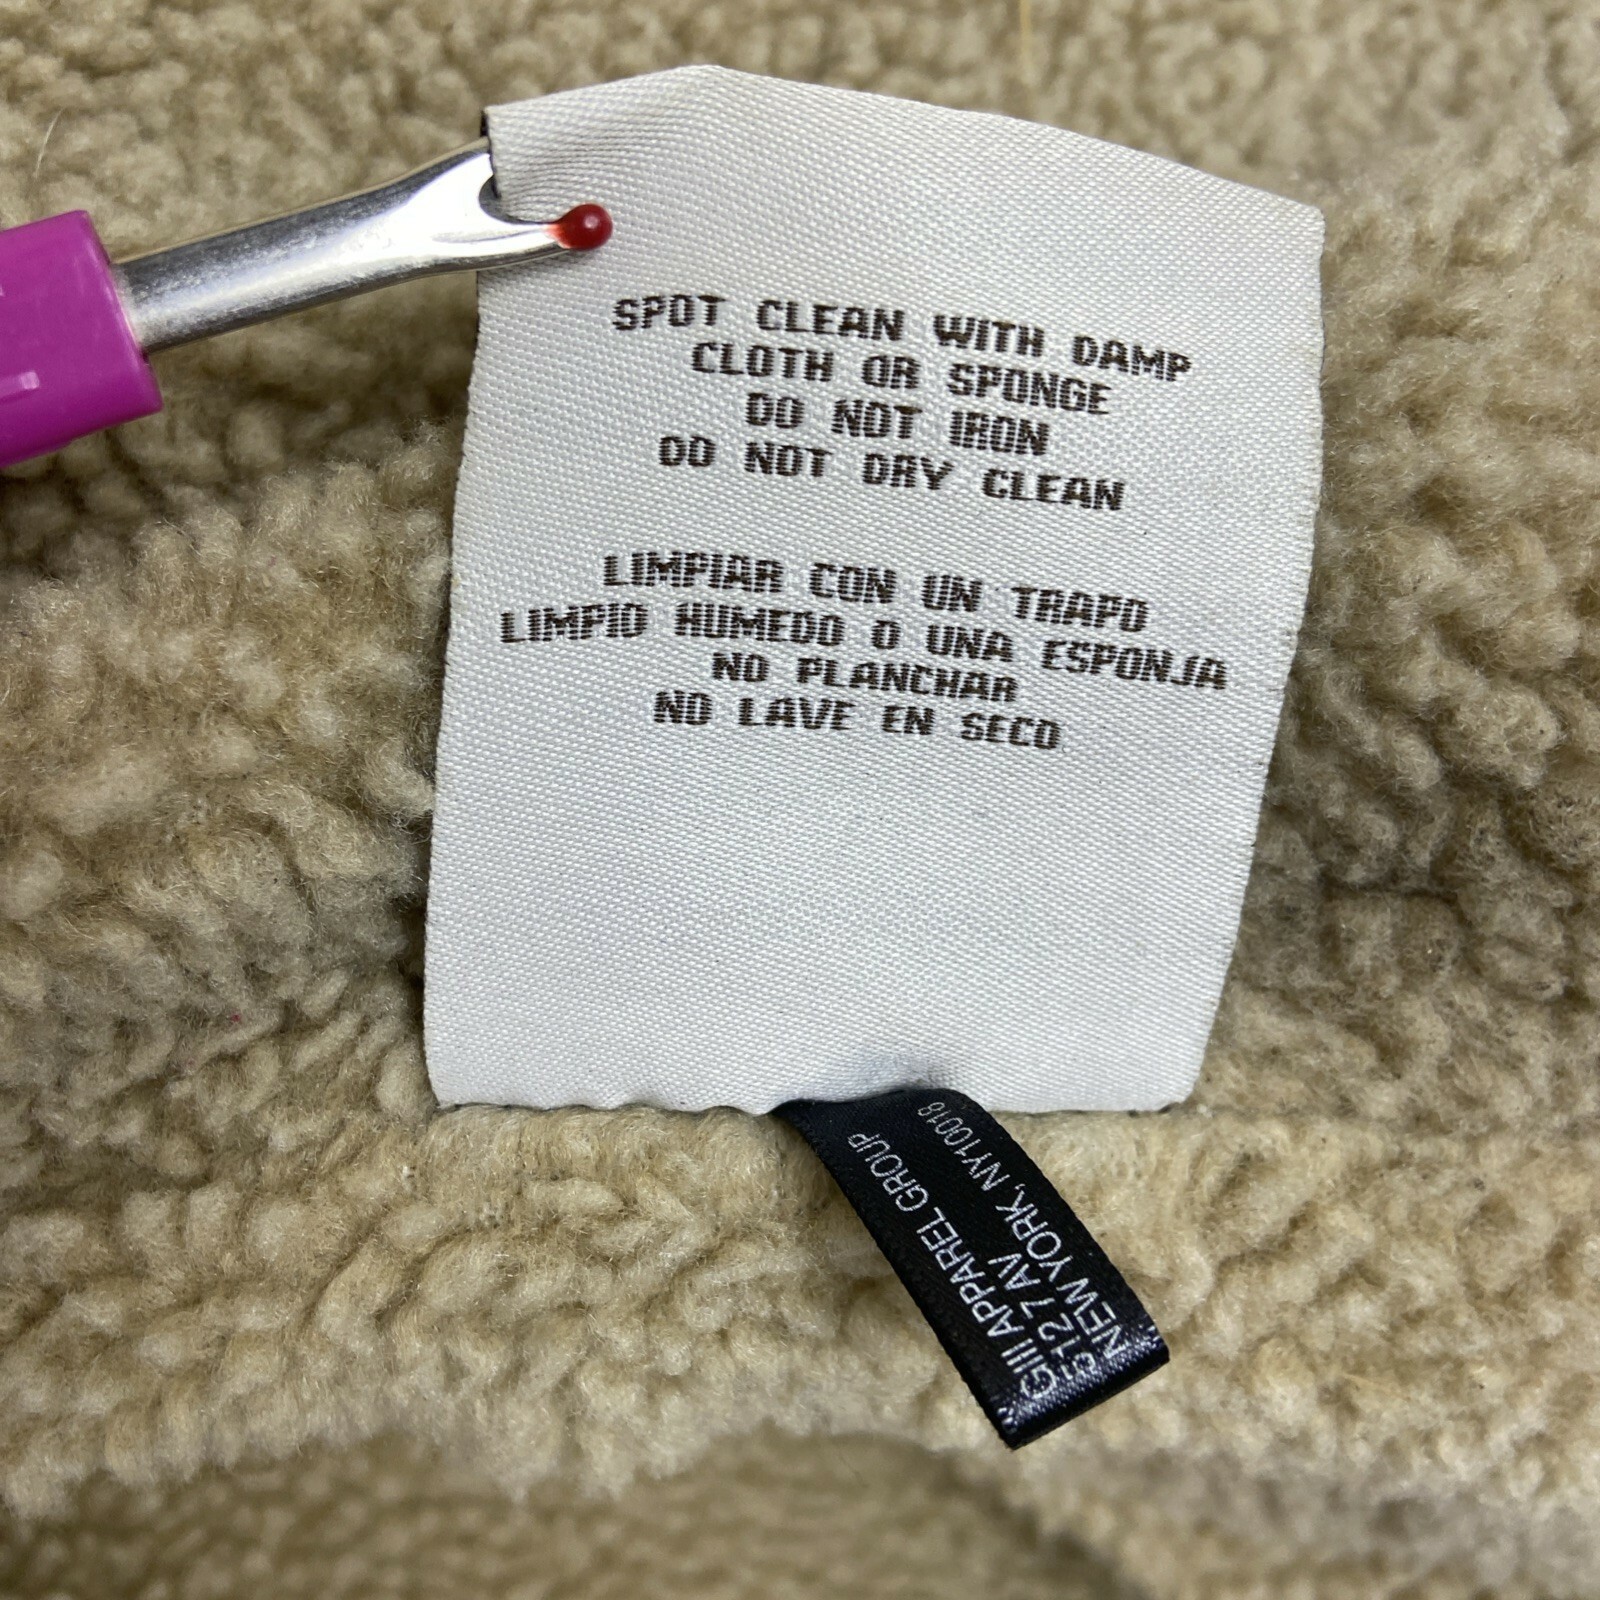 SPOT CLEAN WITH DAMP
CLOTH OR SPONGE
DO NOT IRON
DO NOT DRY CLEAN
LIMPIAR CON UN TRAPO
LIMPIO HUMEDO O UNA ESPONJA
NO PLANCHAR
NO LAVE EN SECO
GIII APPAREL GROUP
512 7 AV
NEW YORK, NY10018